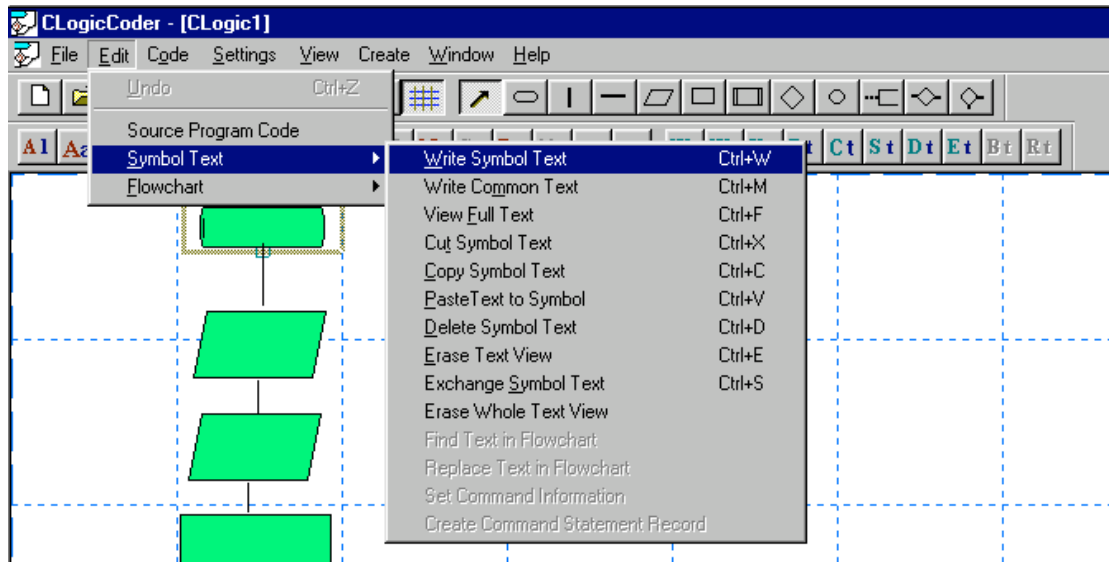 CLogicCoder - [CLogic1]
File Edit Code Settings View Create Window Help
Undo Ctrl+Z
A1 Aa t Ct St Dt Et Bt Rt
Source Program Code
Symbol Text
Flowchart
Write Symbol Text Ctrl+W
Write Common Text Ctrl+M
View Full Text Ctrl+F
Cut Symbol Text Ctrl+X
Copy Symbol Text Ctrl+C
PasteText to Symbol Ctrl+V
Delete Symbol Text Ctrl+D
Erase Text View Ctrl+E
Exchange Symbol Text Ctrl+S
Erase Whole Text View
Find Text in Flowchart
Replace Text in Flowchart
Set Command Information
Create Command Statement Record